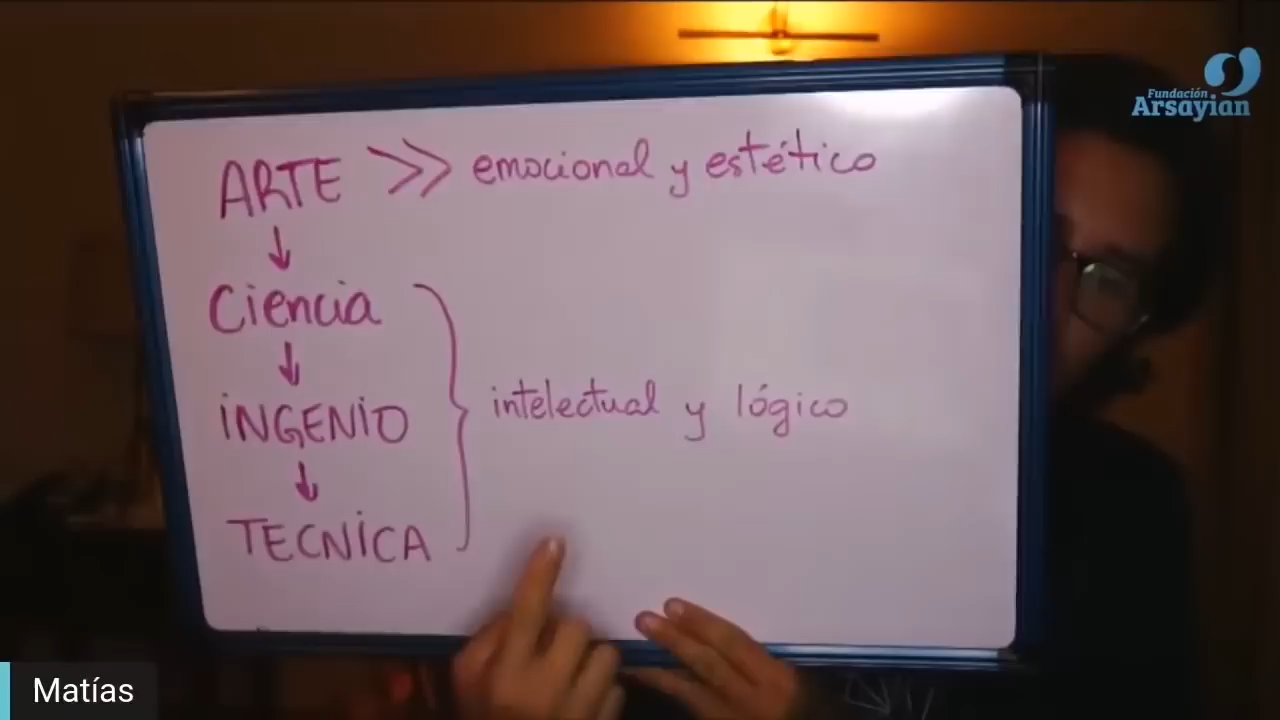 Fundación
Arsayian
ARTE >> emocional y estético
↓
Ciencia
↓
iNGENiO
intelectual y lógico
↓
TECNiCA
Matías